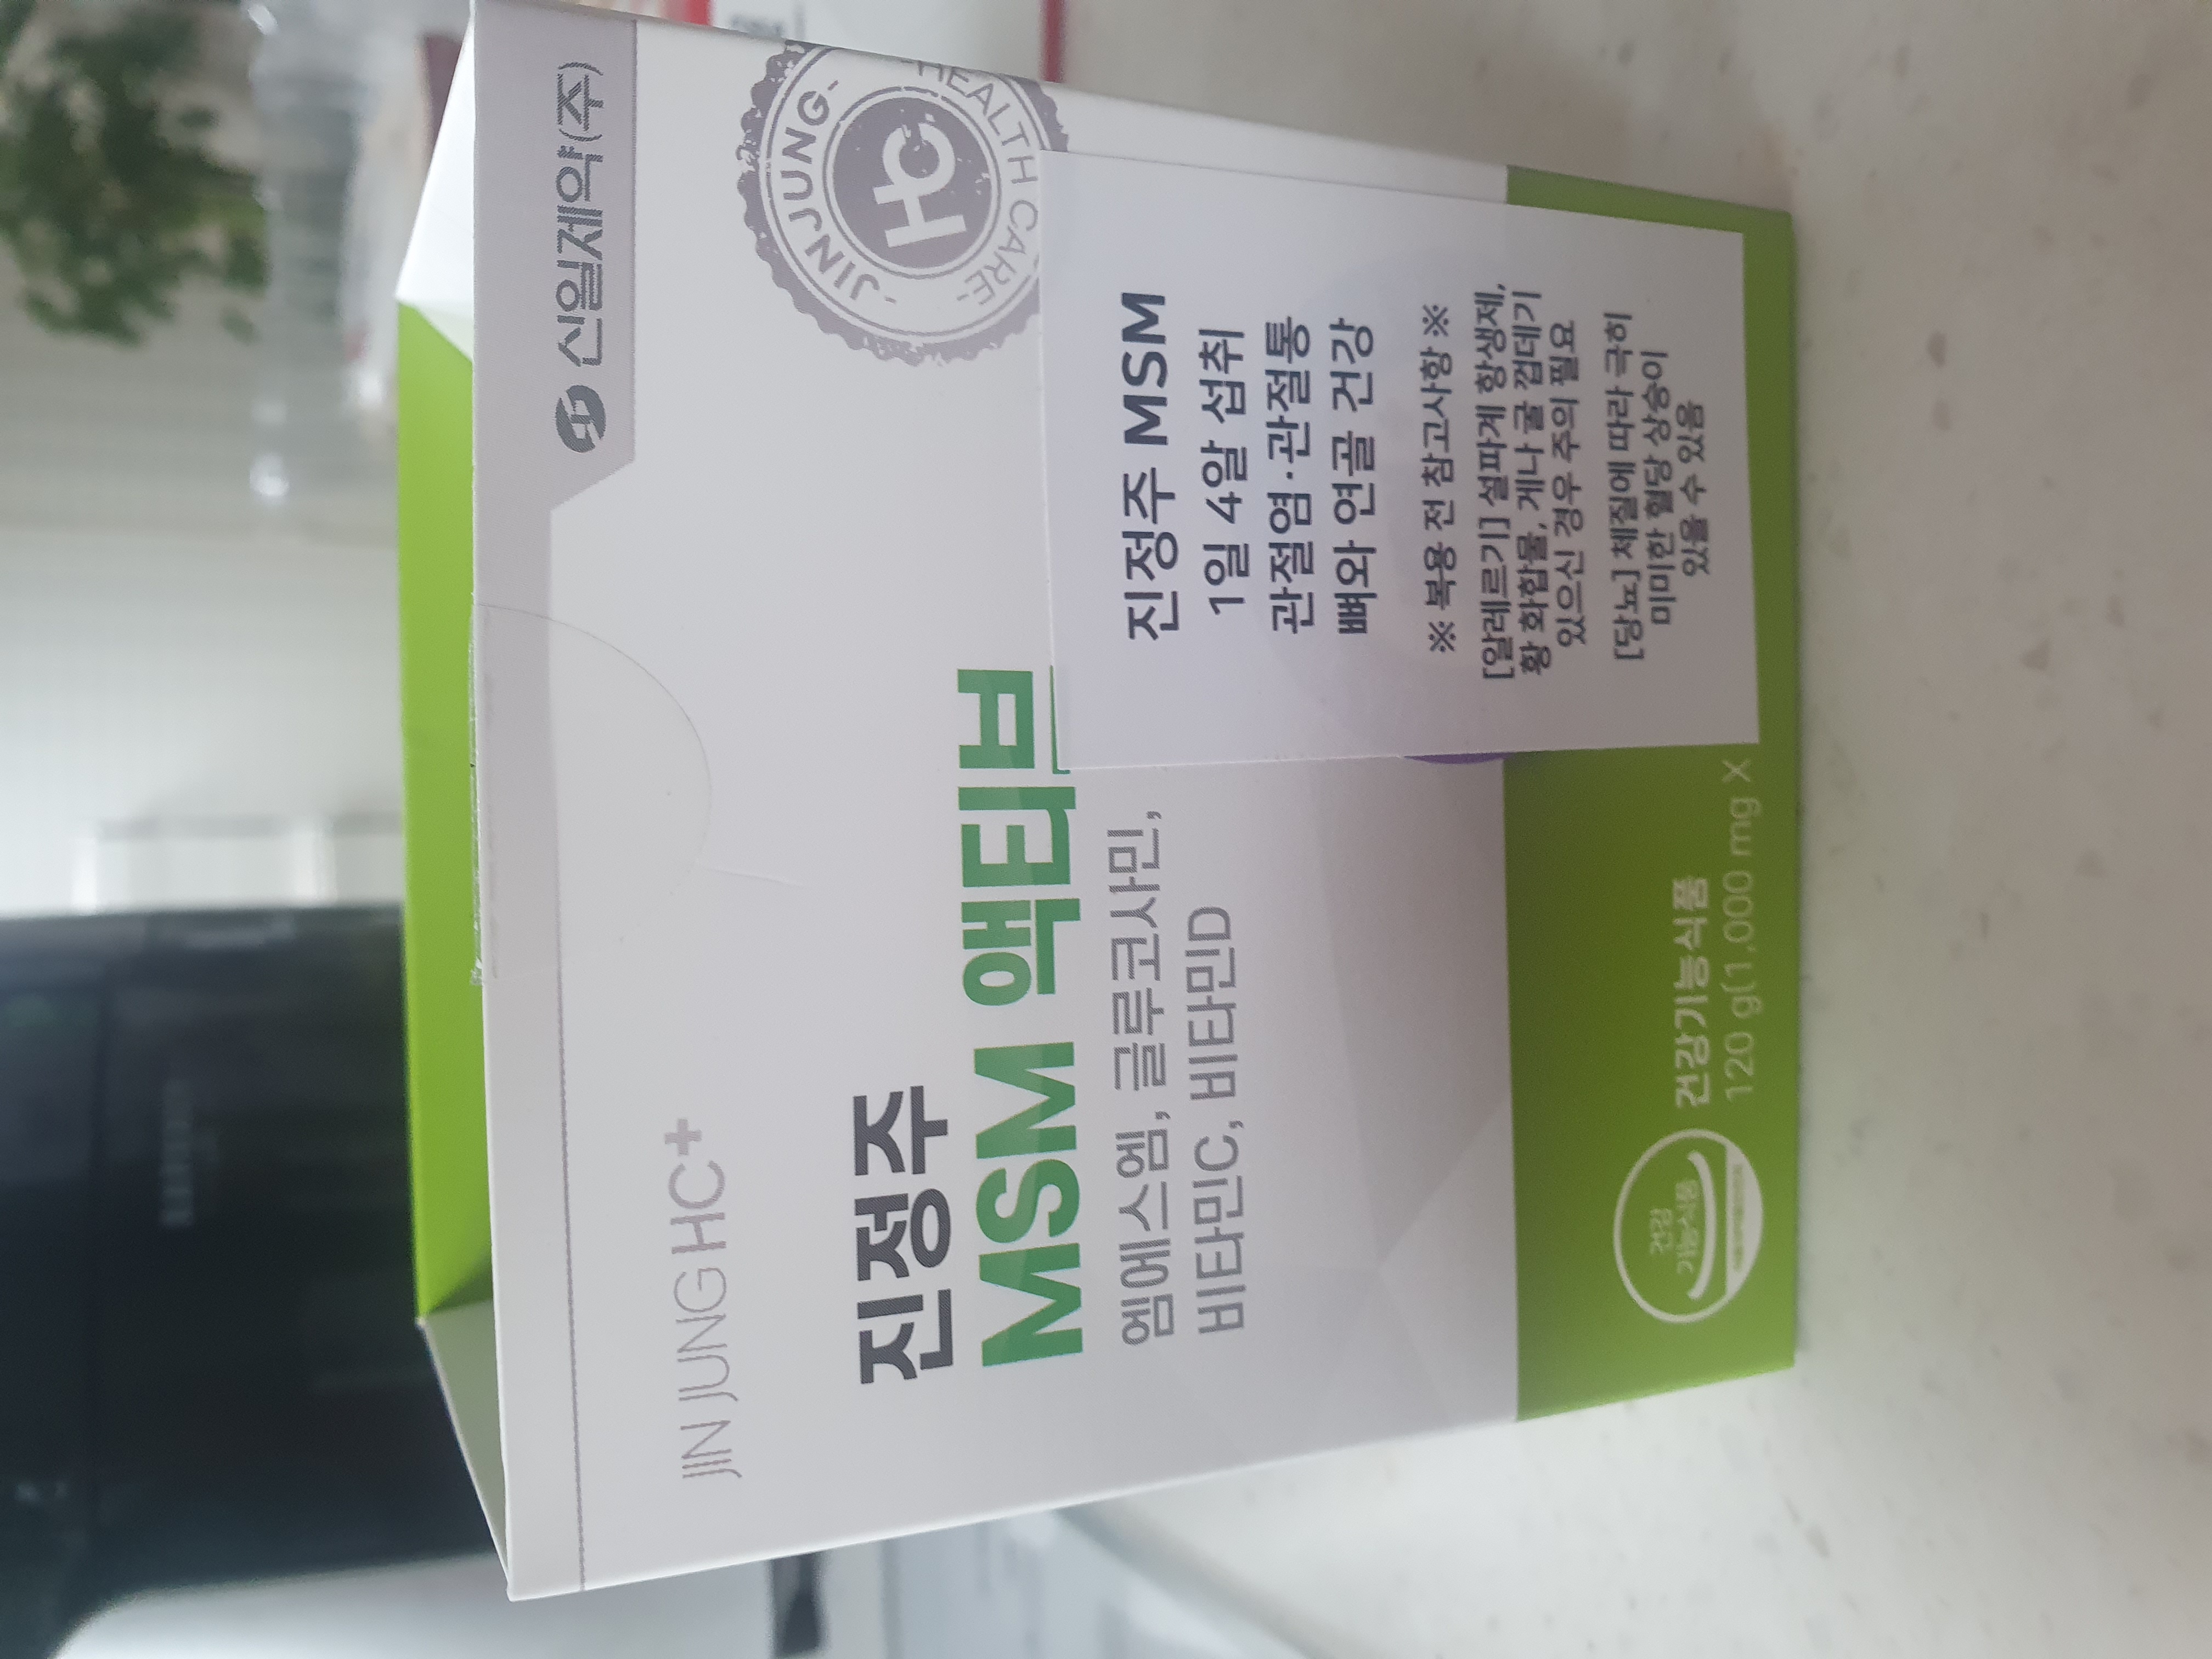 신일제약(주)
JIN JUNG HC+
-JINJUNG-
-HEALTH CARE-
HC
진정주
MSM 액티브
엠에스엠, 글루코사민,
비타민C, 비타민D
진정주 MSM
1일 4알 섭취
관절염·관절통
뼈와 연골 건강
※ 복용 전 참고사항 ※
[알레르기] 설파계 항생제,
황 화합물, 게나 굴 껍데기
있으신 경우 주의 필요
[당뇨] 체질에 따라 극히
미미한 혈당 상승이
있을 수 있음
건강
기능식품
건강기능식품
120 g(1,000 mg X